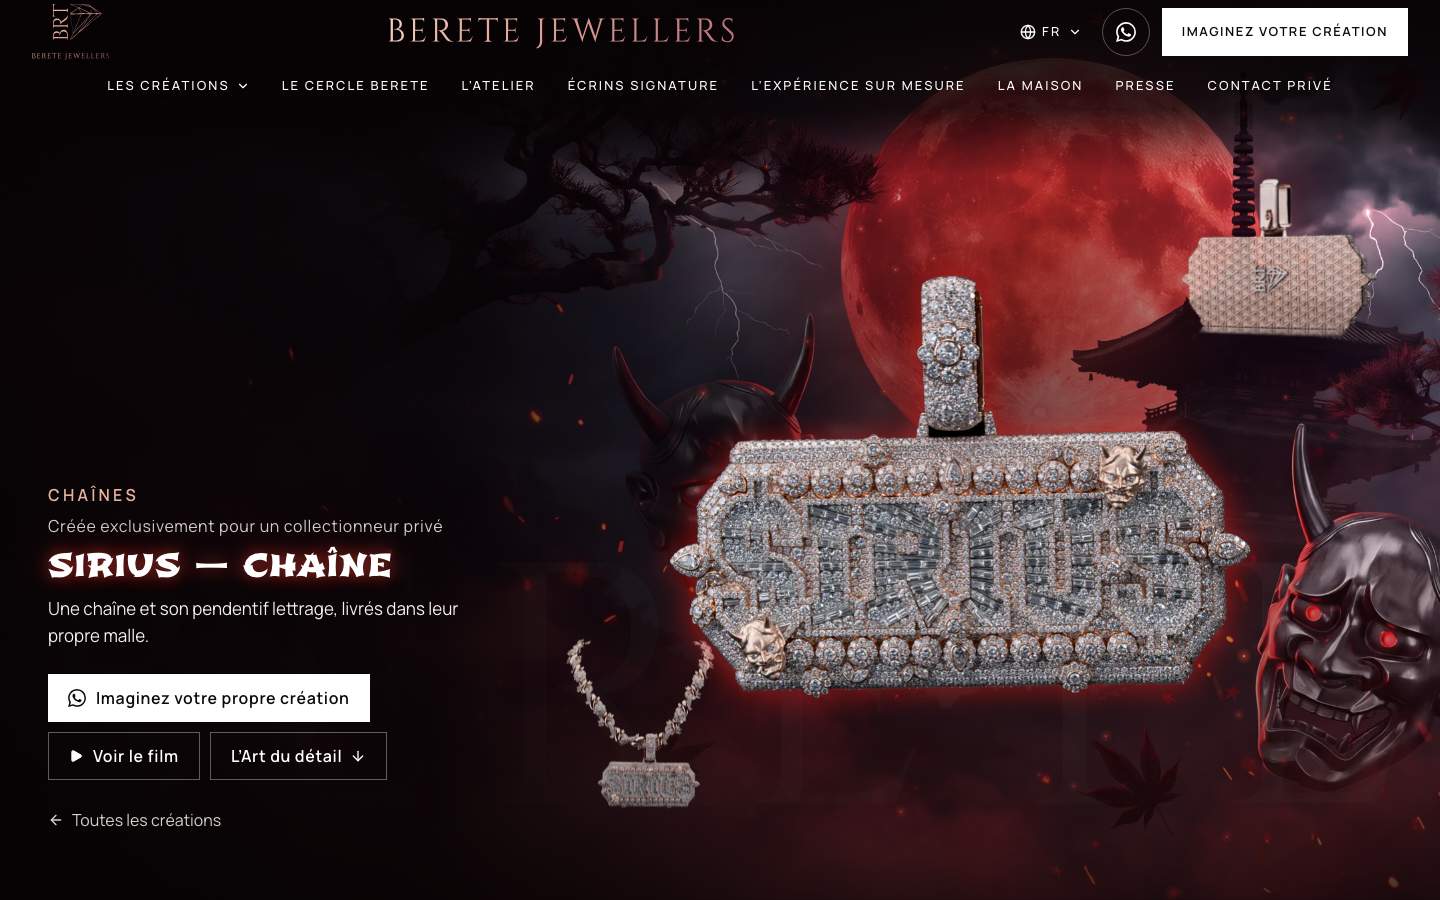 BRT
BERETE JEWELLERS
BERETE JEWELLERS
FR
IMAGINEZ VOTRE CRÉATION
LES CRÉATIONS
LE CERCLE BERETE
L'ATELIER
ÉCRINS SIGNATURE
L'EXPÉRIENCE SUR MESURE
LA MAISON
PRESSE
CONTACT PRIVÉ
BRT
SIRIUS
CHAÎNES
Créée exclusivement pour un collectionneur privé
SIRIUS — CHAÎNE
Une chaîne et son pendentif lettrage, livrés dans leur
propre malle.
SIRIUS
Imaginez votre propre création
Voir le film
L'Art du détail
Toutes les créations